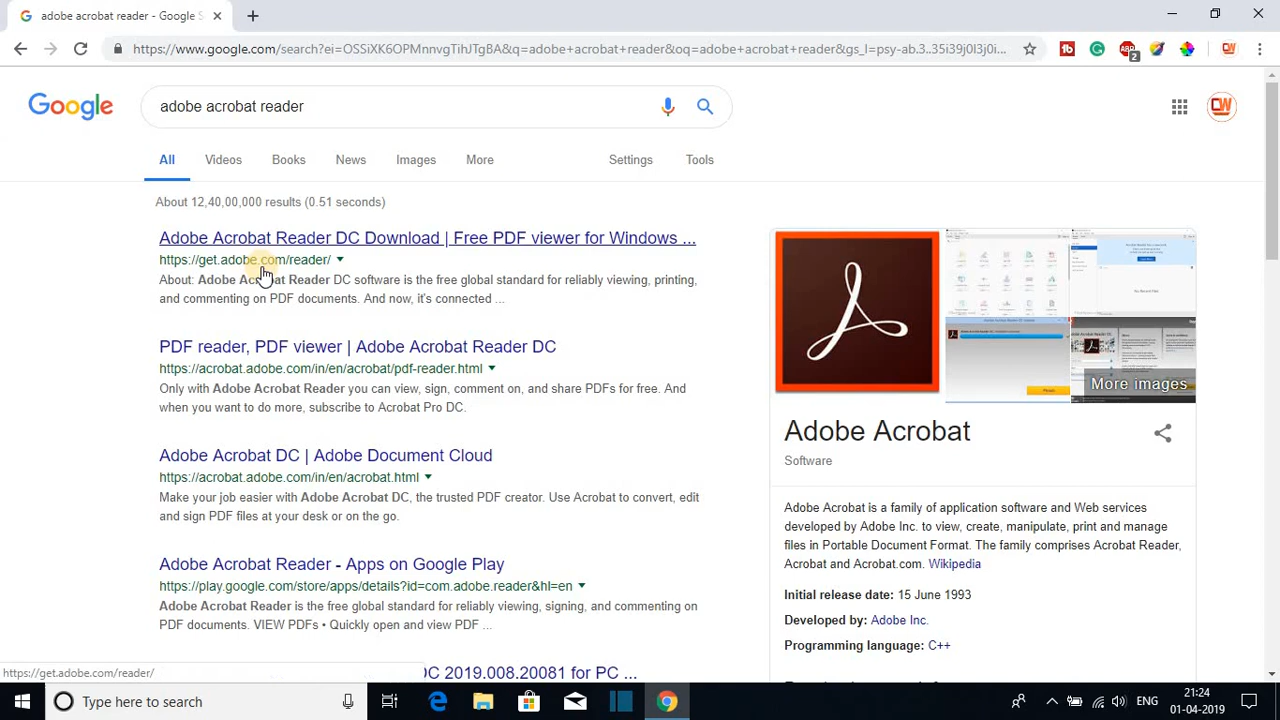 adobe acrobat reader - Google S
https://www.google.com/search?ei=OSSiXK6OPMnnvgTihJTgBA&q=adobe+acrobat+reader&oq=adobe+acrobat+reader&gs_l=psy-ab.3..35i39j0l3j0i...
2
Google
adobe acrobat reader
CW
All Videos Books News Images More Settings Tools
About 12,40,00,000 results (0.51 seconds)
Adobe Acrobat Reader DC Download | Free PDF viewer for Windows ...
https://get.adobe.com/reader/
About: Adobe Acrobat Reader DC software is the free global standard for reliably viewing, printing,
and commenting on PDF documents. And now, it's connected ...
PDF reader, PDF viewer | Adobe Acrobat Reader DC
https://acrobat.adobe.com/in/en/acrobat/pdf-reader.html
Only with Adobe Acrobat Reader you can view, sign, comment on, and share PDFs for free. And
when you want to do more, subscribe to Acrobat Pro DC.
Adobe Acrobat DC | Adobe Document Cloud
https://acrobat.adobe.com/in/en/acrobat.html
Make your job easier with Adobe Acrobat DC, the trusted PDF creator. Use Acrobat to convert, edit
and sign PDF files at your desk or on the go.
Adobe Acrobat Reader - Apps on Google Play
https://play.google.com/store/apps/details?id=com.adobe.reader&hl=en
Adobe Acrobat Reader is the free global standard for reliably viewing, signing, and commenting on
PDF documents. VIEW PDFs • Quickly open and view PDF ...
DC 2019.008.20081 for PC ...
https://get.adobe.com/reader/
More images
Adobe Acrobat
Software
Adobe Acrobat is a family of application software and Web services
developed by Adobe Inc. to view, create, manipulate, print and manage
files in Portable Document Format. The family comprises Acrobat Reader,
Acrobat and Acrobat.com. Wikipedia
Initial release date: 15 June 1993
Developed by: Adobe Inc.
Programming language: C++
Type here to search
ENG
21:24
01-04-2019